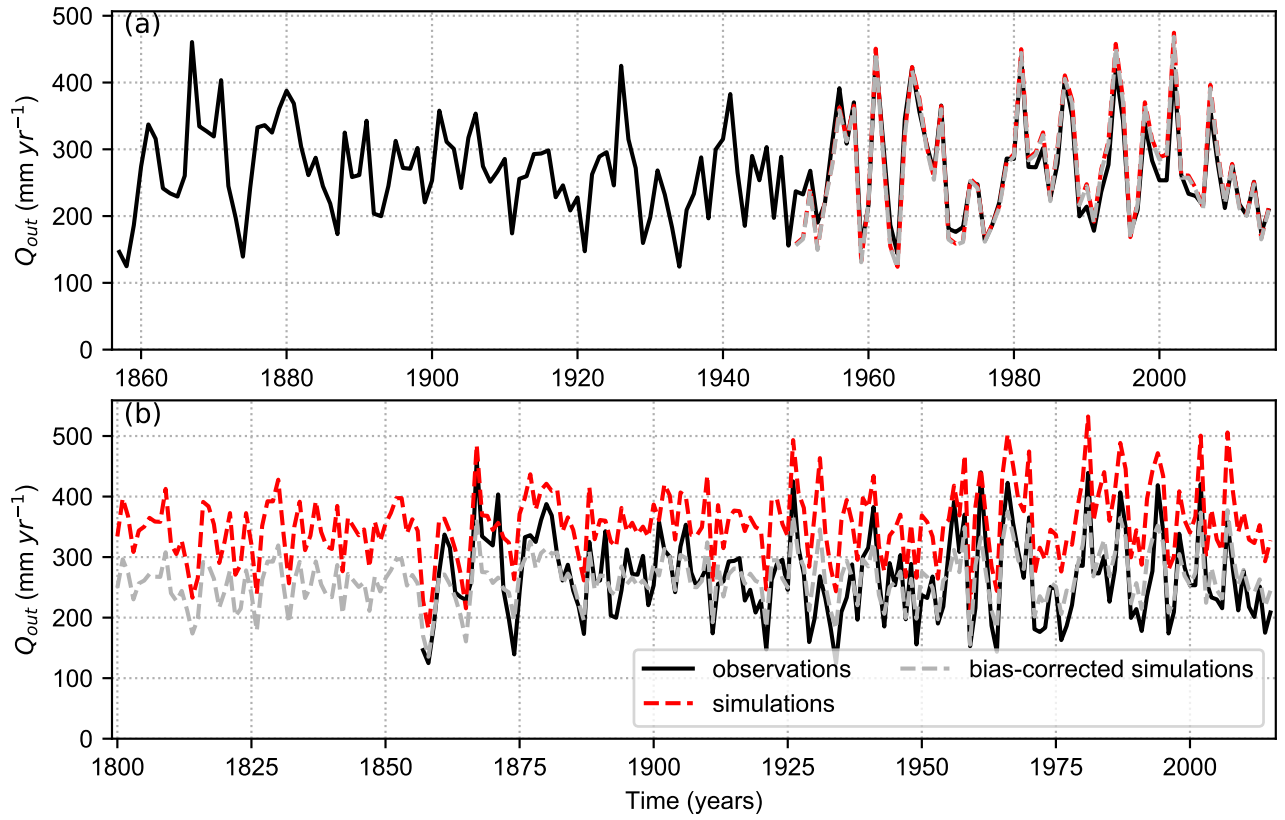 (a)
500
400
300
200
100
0
Q_out (mm yr⁻¹)
1860 1880 1900 1920 1940 1960 1980 2000
(b)
500
400
300
200
100
0
Q_out (mm yr⁻¹)
observations
simulations
bias-corrected simulations
1800 1825 1850 1875 1900 1925 1950 1975 2000
Time (years)